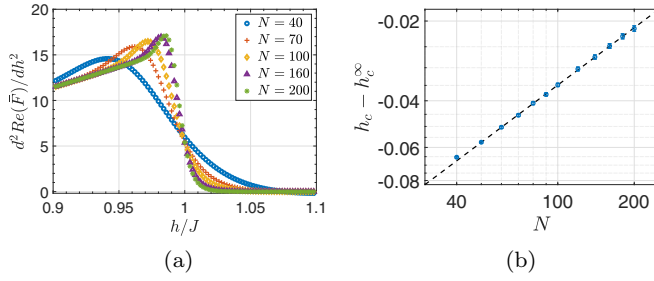 20
15
10
5
0
d²Re(F̄)/dh²
N = 40
N = 70
N = 100
N = 160
N = 200
0.9 0.95 1 1.05 1.1
h/J
(a)
-0.02
-0.04
-0.06
-0.08
h_c − h_c^∞
40 100 200
N
(b)